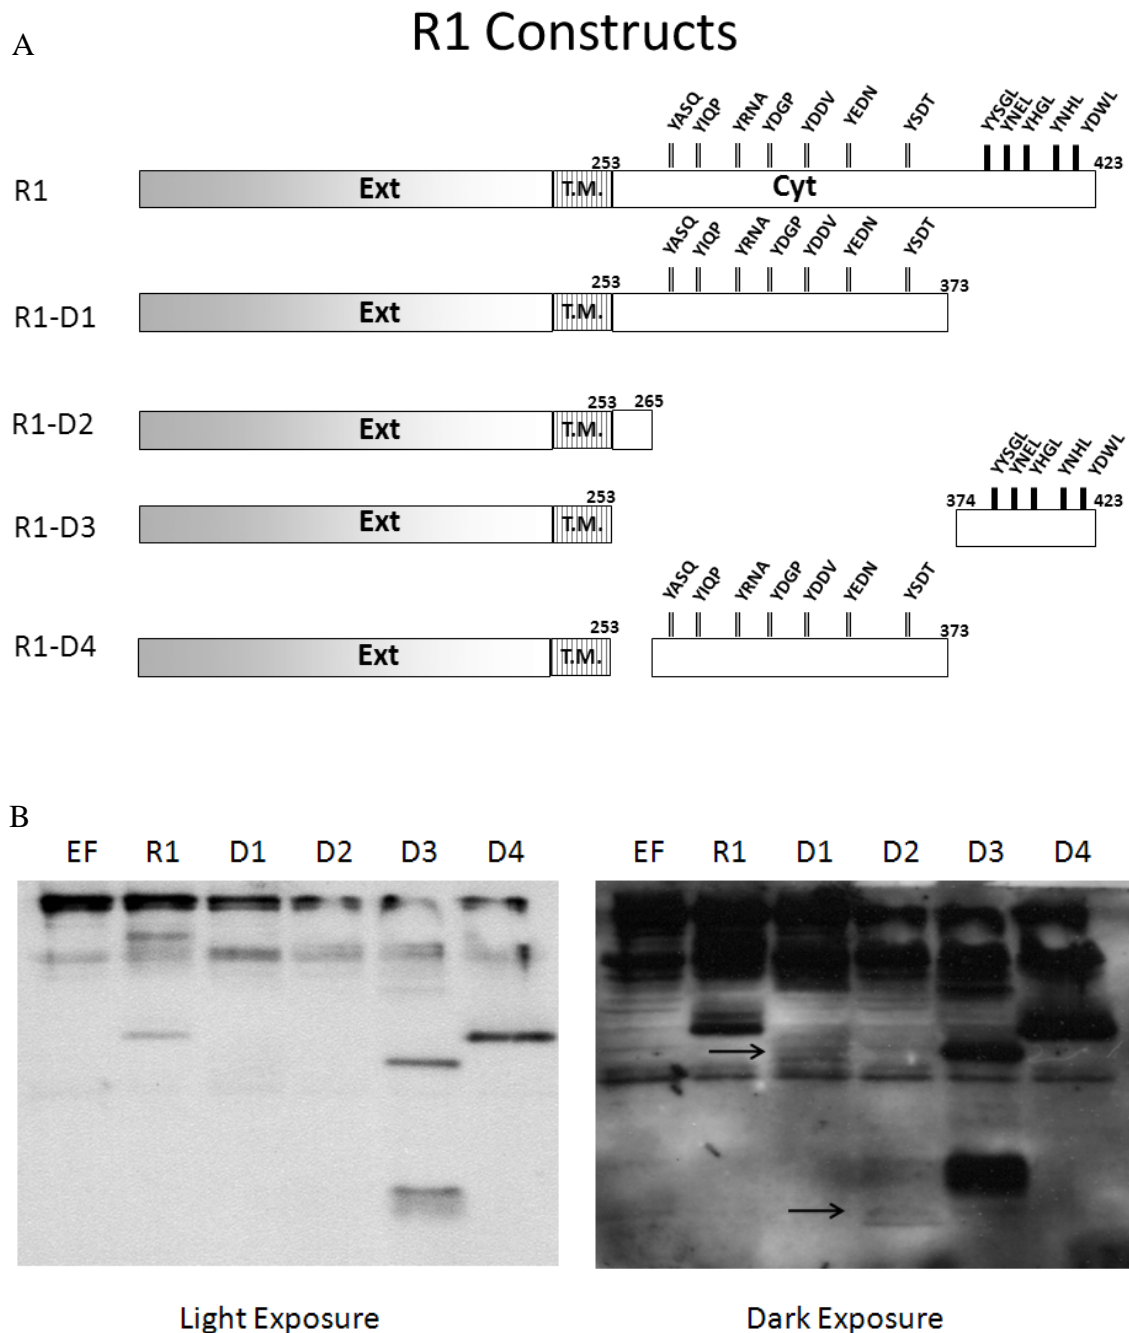 A
R1 Constructs
YASQ YIQP YRNA YDGP YDDV YEDN YSDT YYSGL YNEL YHGL YNHL YDWL
253 423
R1 Ext T.M. Cyt
YASQ YIQP YRNA YDGP YDDV YEDN YSDT
253 373
R1-D1 Ext T.M.
253 265
R1-D2 Ext T.M.
YYSGL YNEL YHGL YNHL YDWL
253 374 423
R1-D3 Ext T.M.
YASQ YIQP YRNA YDGP YDDV YEDN YSDT
253 373
R1-D4 Ext T.M.
B
EF R1 D1 D2 D3 D4 EF R1 D1 D2 D3 D4
Light Exposure Dark Exposure